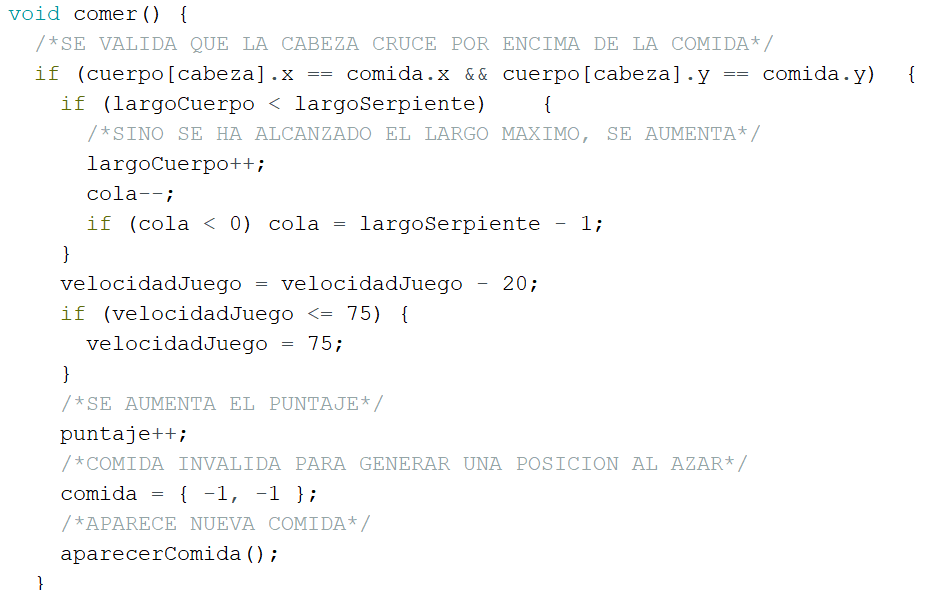 void comer() {
  /*SE VALIDA QUE LA CABEZA CRUCE POR ENCIMA DE LA COMIDA*/
  if (cuerpo[cabeza].x == comida.x && cuerpo[cabeza].y == comida.y)  {
    if (largoCuerpo < largoSerpiente)    {
      /*SINO SE HA ALCANZADO EL LARGO MAXIMO, SE AUMENTA*/
      largoCuerpo++;
      cola--;
      if (cola < 0) cola = largoSerpiente - 1;
    }
    velocidadJuego = velocidadJuego - 20;
    if (velocidadJuego <= 75) {
      velocidadJuego = 75;
    }
    /*SE AUMENTA EL PUNTAJE*/
    puntaje++;
    /*COMIDA INVALIDA PARA GENERAR UNA POSICION AL AZAR*/
    comida = { -1, -1 };
    /*APARECE NUEVA COMIDA*/
    aparecerComida();
  }